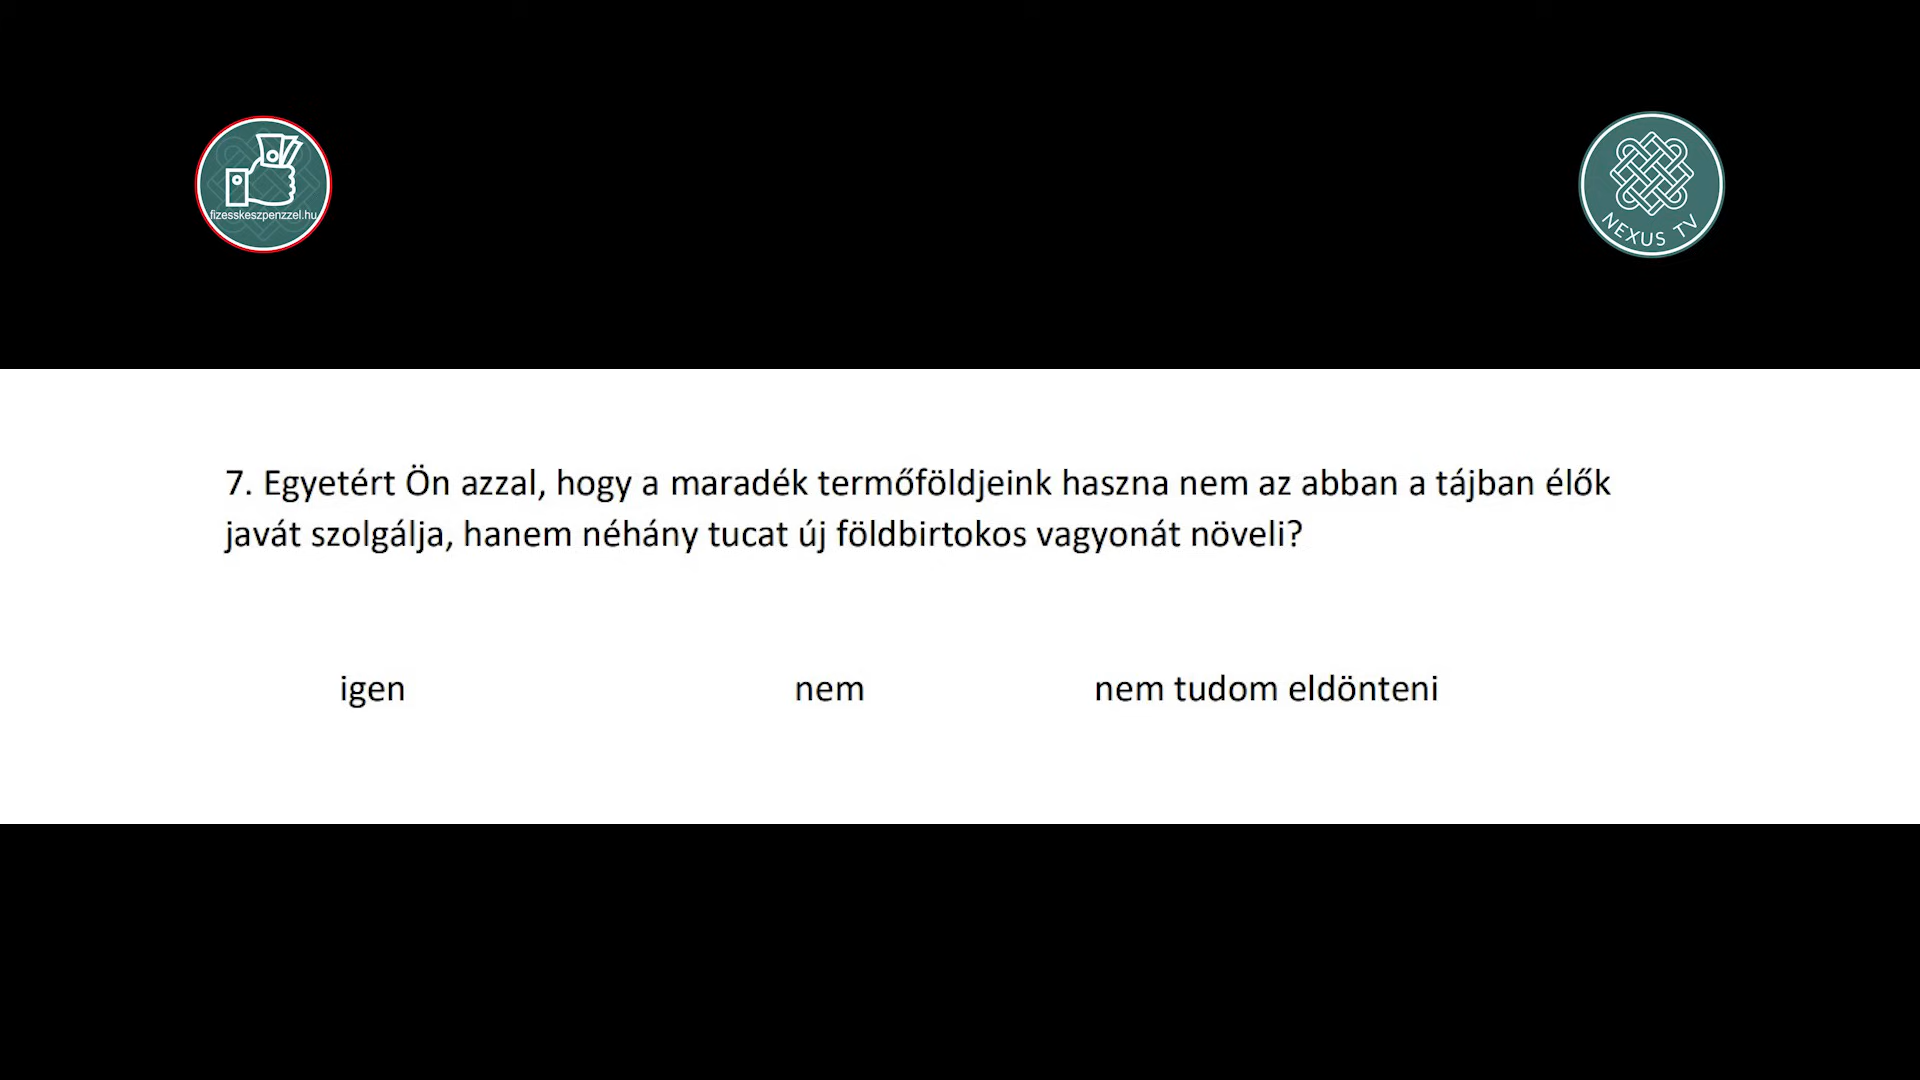 fizesskeszpenzzel.hu
NEXUS TV
7. Egyetért Ön azzal, hogy a maradék termőföldjeink haszna nem az abban a tájban élők
javát szolgálja, hanem néhány tucat új földbirtokos vagyonát növeli?
igen nem nem tudom eldönteni